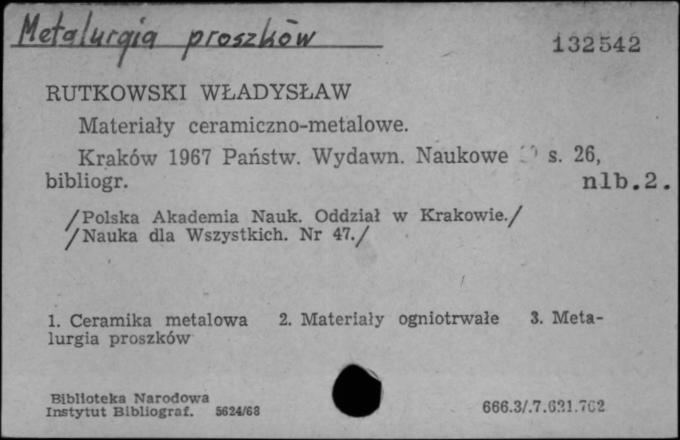 Metalurgia proszków
132542
RUTKOWSKI WŁADYSŁAW
Materiały ceramiczno-metalowe.
Kraków 1967 Państw. Wydawn. Naukowe s. 26,
bibliogr. nlb.2.
/Polska Akademia Nauk. Oddział w Krakowie./
/Nauka dla Wszystkich. Nr 47./
1. Ceramika metalowa 2. Materiały ogniotrwałe 3. Meta-
lurgia proszków
Biblioteka Narodowa
Instytut Bibliograf. 5624/68
666.3/.7.621.762